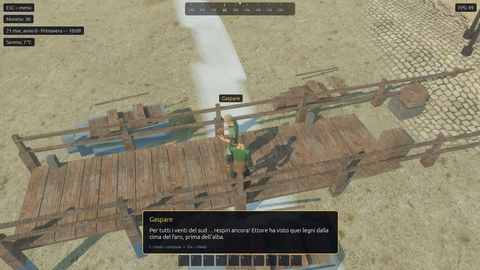 ESC - menu
Monete: 30
21 mar, anno 6 · Primavera — 10:09
Sereno, 7 °C
FPS: 49
Gaspare
Gaspare
Per tutti i venti del sud... respiri ancora! Ettore ha visto quei legni dalla
cima del faro, prima dell'alba.